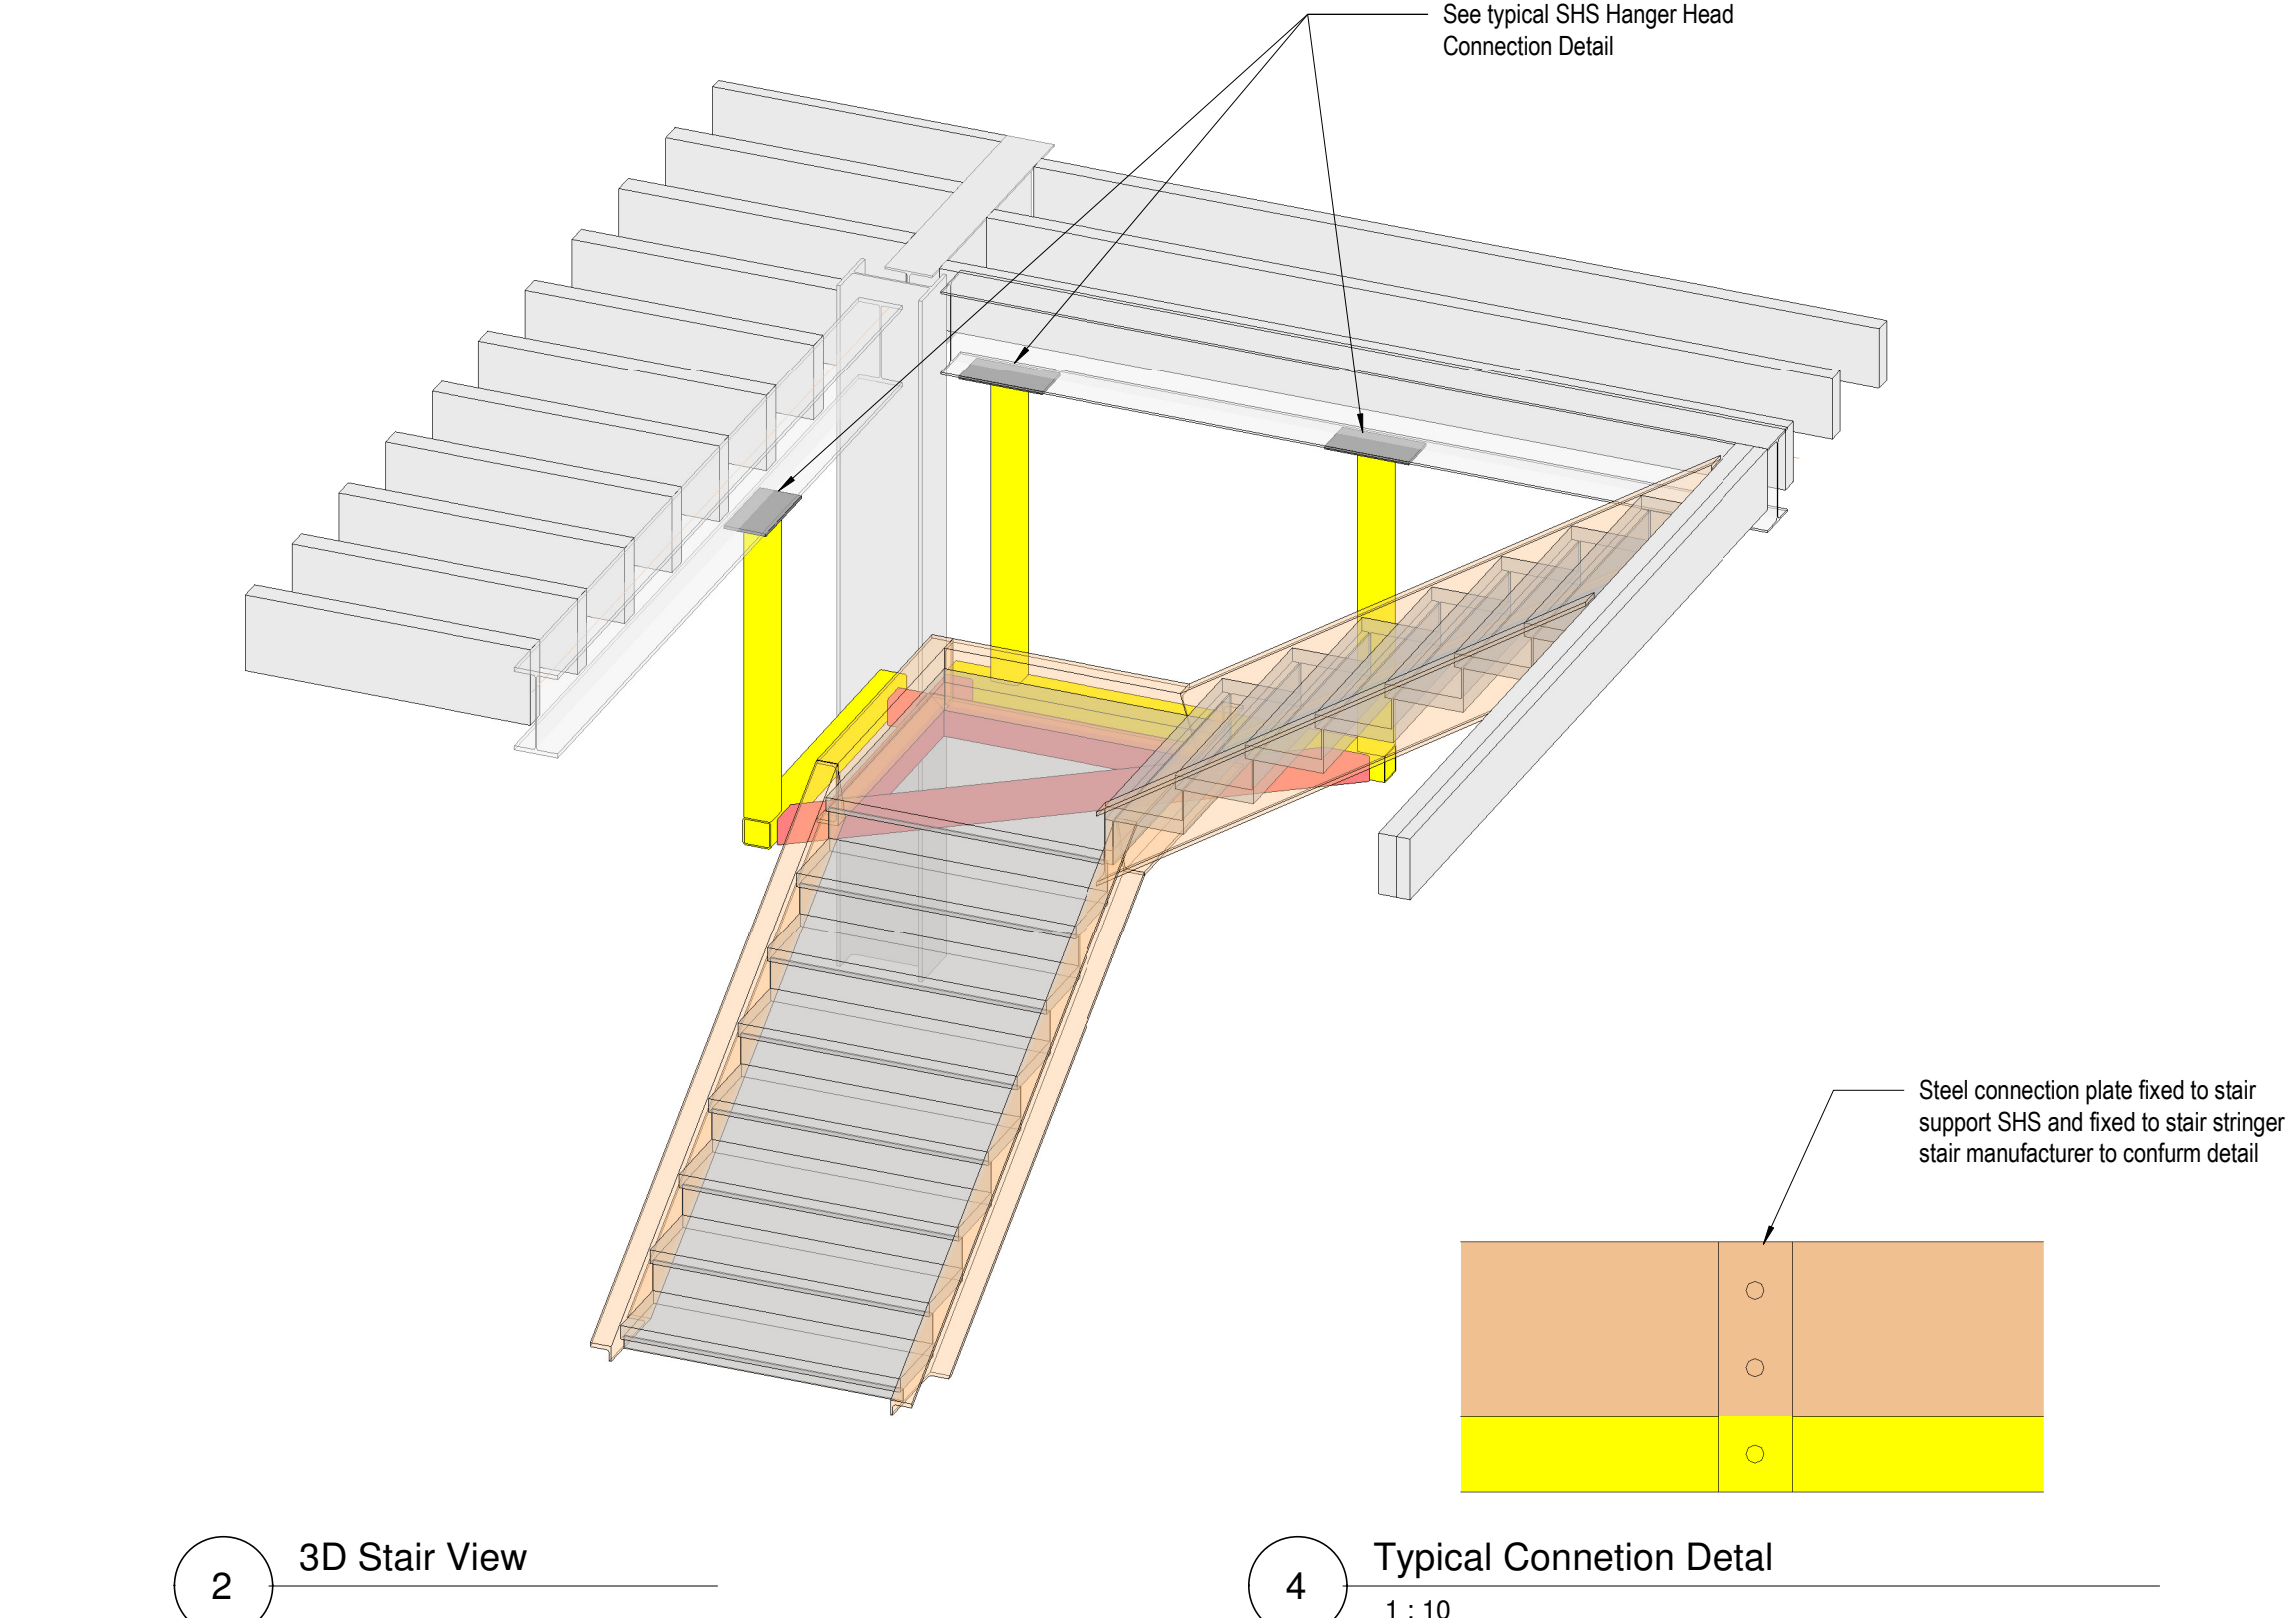 See typical SHS Hanger Head
Connection Detail
Steel connection plate fixed to stair
support SHS and fixed to stair stringer
stair manufacturer to confurm detail
2
3D Stair View
4
Typical Connetion Detal
1 : 10